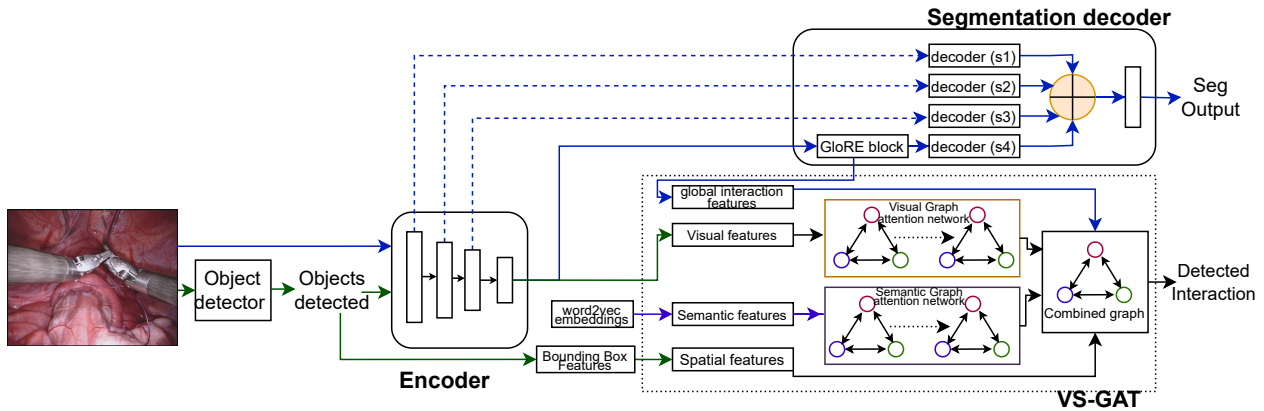 Segmentation decoder
decoder (s1)
decoder (s2)
decoder (s3)
GloRE block
decoder (s4)
Seg
Output
global interaction
features
Visual features
Visual Graph
attention network
Object
detector
Objects
detected
word2vec
embeddings
Semantic features
Semantic Graph
attention network
Combined graph
Detected
Interaction
Bounding Box
Features
Spatial features
Encoder
VS-GAT